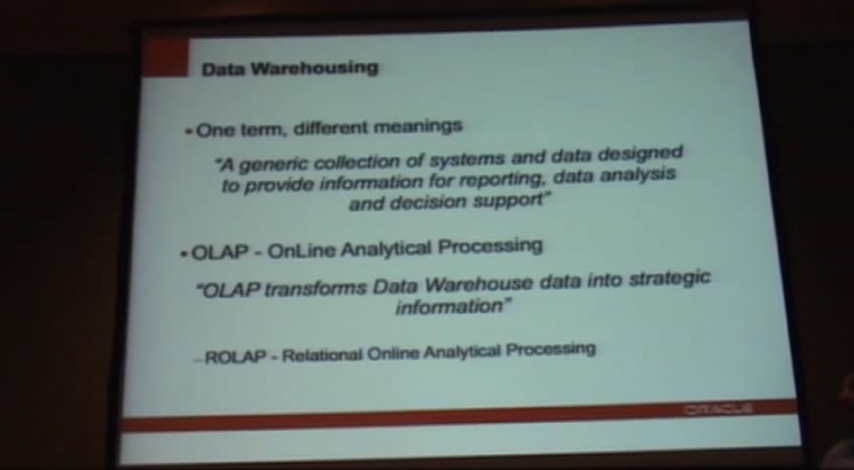 Data Warehousing
• One term, different meanings
"A generic collection of systems and data designed
to provide information for reporting, data analysis
and decision support"
• OLAP - OnLine Analytical Processing
"OLAP transforms Data Warehouse data into strategic
information"
– ROLAP - Relational Online Analytical Processing
ORACLE